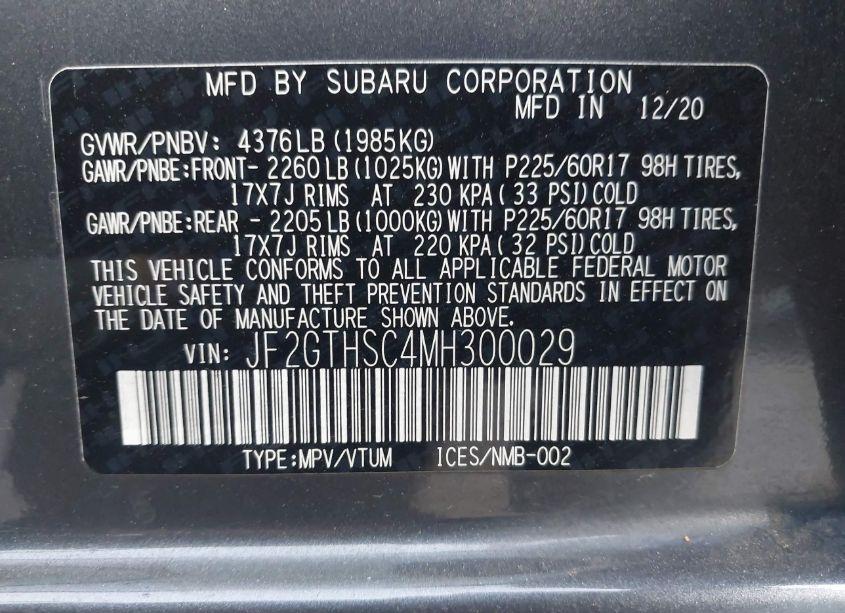 MFD BY SUBARU CORPORATION
MFD IN 12/20
GVWR/PNBV: 4376LB (1985KG)
GAWR/PNBE:FRONT- 2260LB (1025KG) WITH P225/60R17 98H TIRES,
17X7J RIMS AT 230 KPA( 33 PSI) COLD
GAWR/PNBE:REAR - 2205LB (1000KG) WITH P225/60R17 98H TIRES,
17X7J RIMS AT 220 KPA( 32 PSI) COLD
THIS VEHICLE CONFORMS TO ALL APPLICABLE FEDERAL MOTOR
VEHICLE SAFETY AND THEFT PREVENTION STANDARDS IN EFFECT ON
THE DATE OF MANUFACTURE SHOWN ABOVE.
VIN: JF2GTHSC4MH300029
TYPE:MPV/VTUM ICES/NMB-002